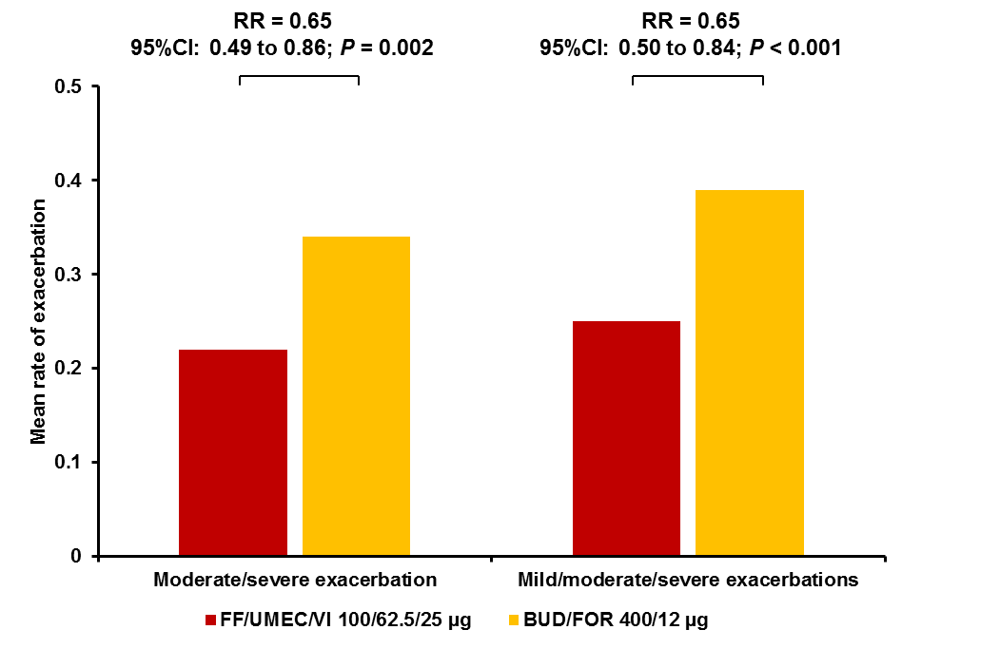 RR = 0.65
95%CI: 0.49 to 0.86; P = 0.002
RR = 0.65
95%CI: 0.50 to 0.84; P < 0.001
Mean rate of exacerbation
0.5
0.4
0.3
0.2
0.1
0
Moderate/severe exacerbation
Mild/moderate/severe exacerbations
FF/UMEC/VI 100/62.5/25 µg
BUD/FOR 400/12 µg